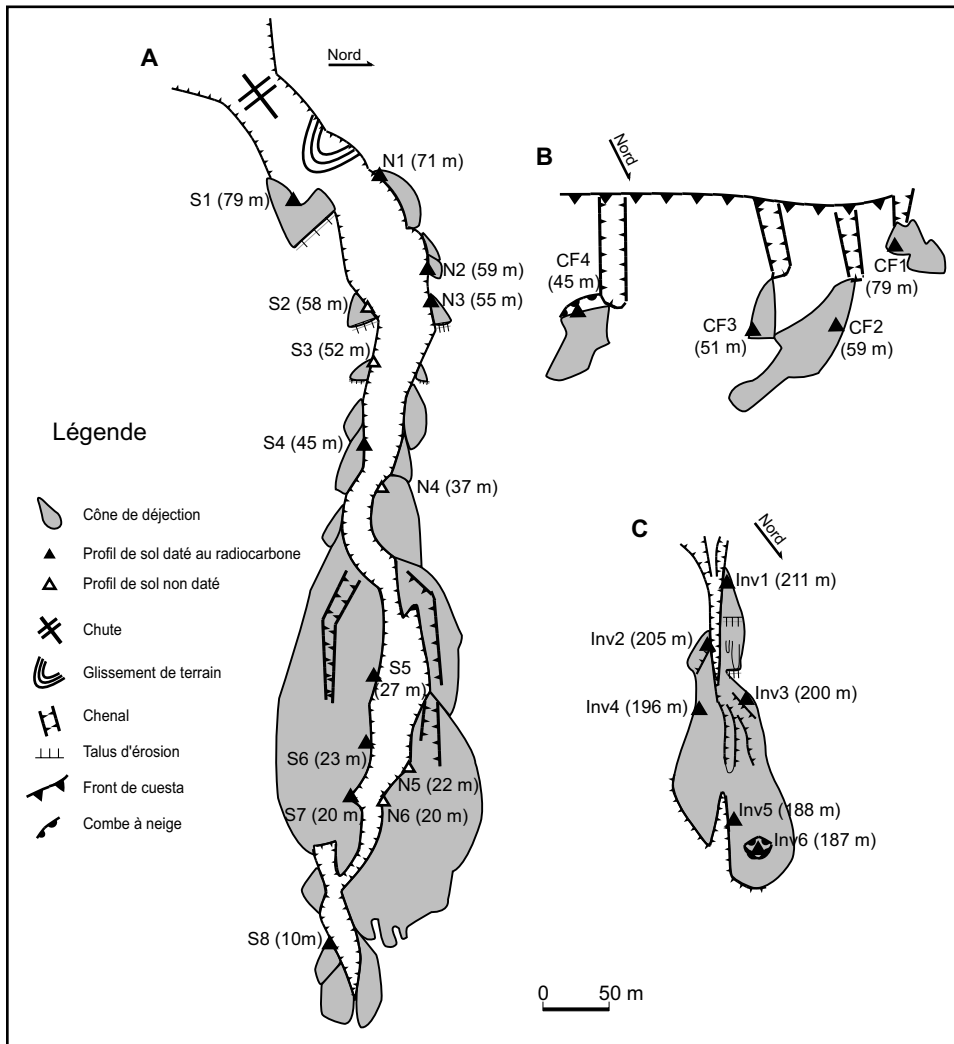 A
Nord
N1 (71 m)
S1 (79 m)
N2 (59 m)
N3 (55 m)
S2 (58 m)
S3 (52 m)
S4 (45 m)
N4 (37 m)
S5
(27 m)
S6 (23 m)
N5 (22 m)
S7 (20 m)
N6 (20 m)
S8 (10m)
B
Nord
CF4
(45 m)
CF1
(79 m)
CF3
(51 m)
CF2
(59 m)
C
Nord
Inv1 (211 m)
Inv2 (205 m)
Inv3 (200 m)
Inv4 (196 m)
Inv5 (188 m)
Inv6 (187 m)
Légende
Cône de déjection
Profil de sol daté au radiocarbone
Profil de sol non daté
Chute
Glissement de terrain
Chenal
Talus d'érosion
Front de cuesta
Combe à neige
0 50 m